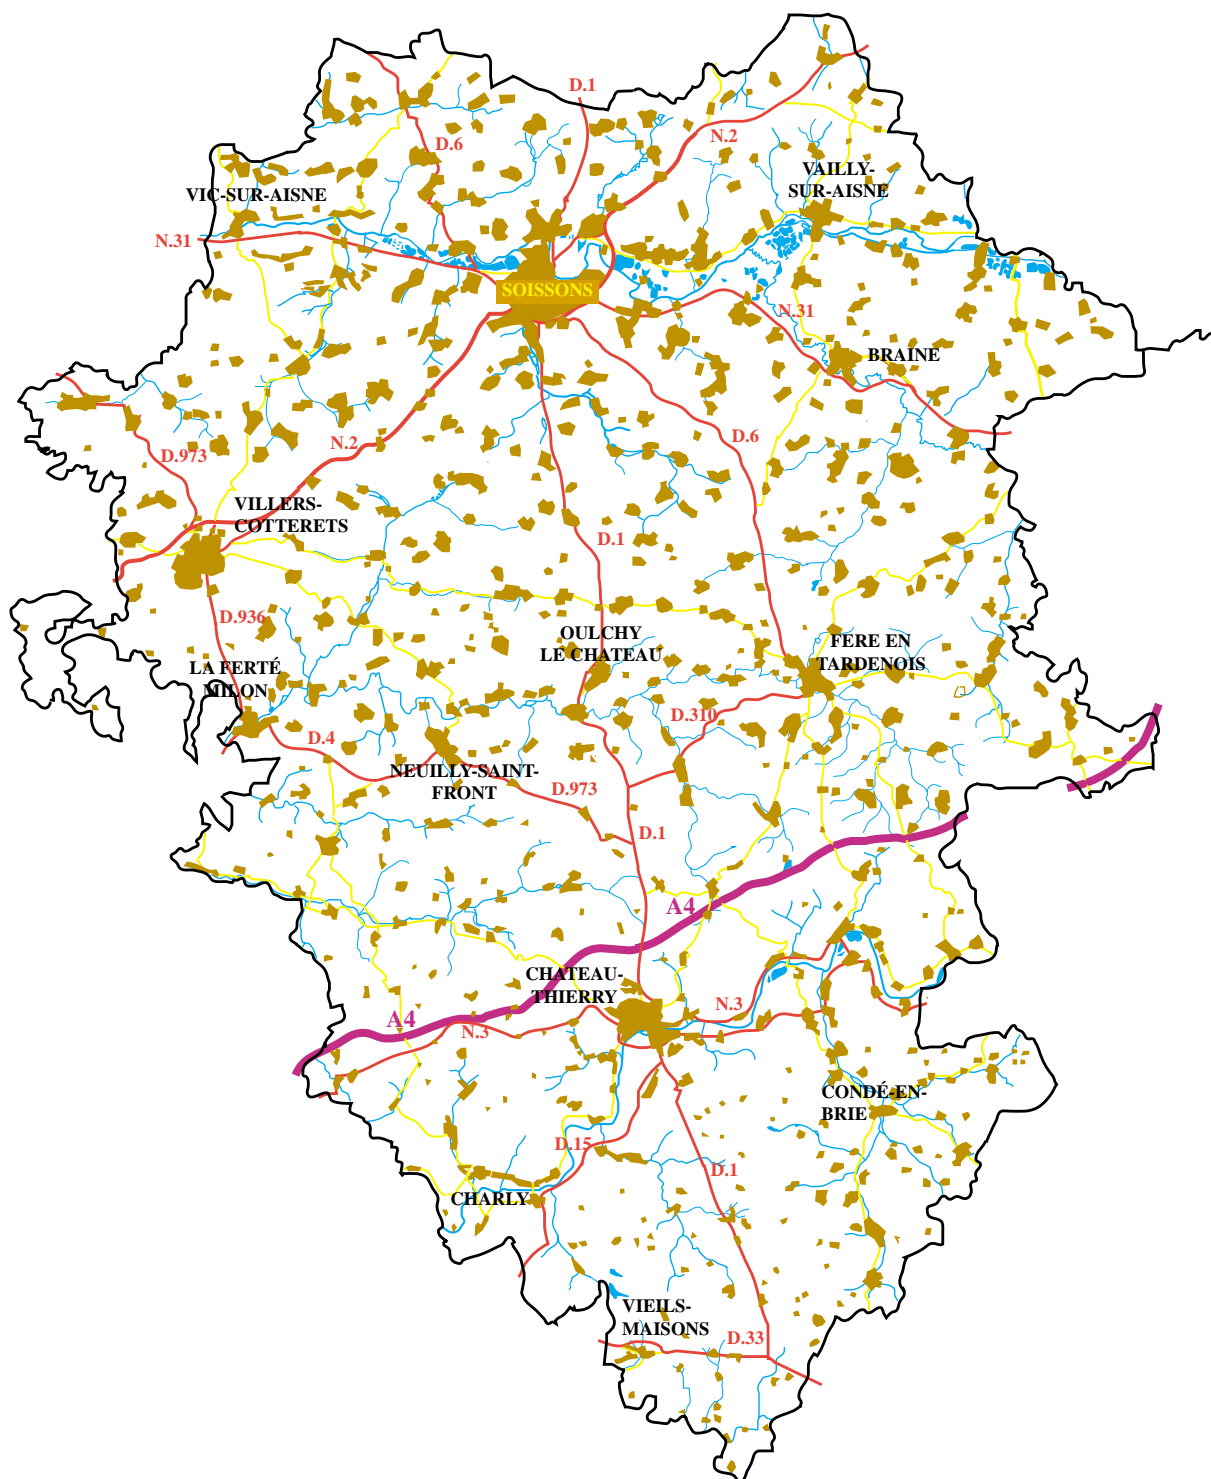 D.1
N.2
D.6
VAILLY-
SUR-AISNE
VIC-SUR-AISNE
N.31
SOISSONS
N.31
BRAINE
D.6
N.2
D.973
VILLERS-
COTTERETS
D.1
D.936
OULCHY
LE CHATEAU
FERE EN
TARDENOIS
LA FERTÉ
MILON
D.310
D.4
NEUILLY-SAINT-
FRONT
D.973
D.1
A4
CHATEAU-
THIERRY
N.3
A4
N.3
CONDÉ-EN-
BRIE
D.15
D.1
CHARLY
VIEILS-
MAISONS
D.33